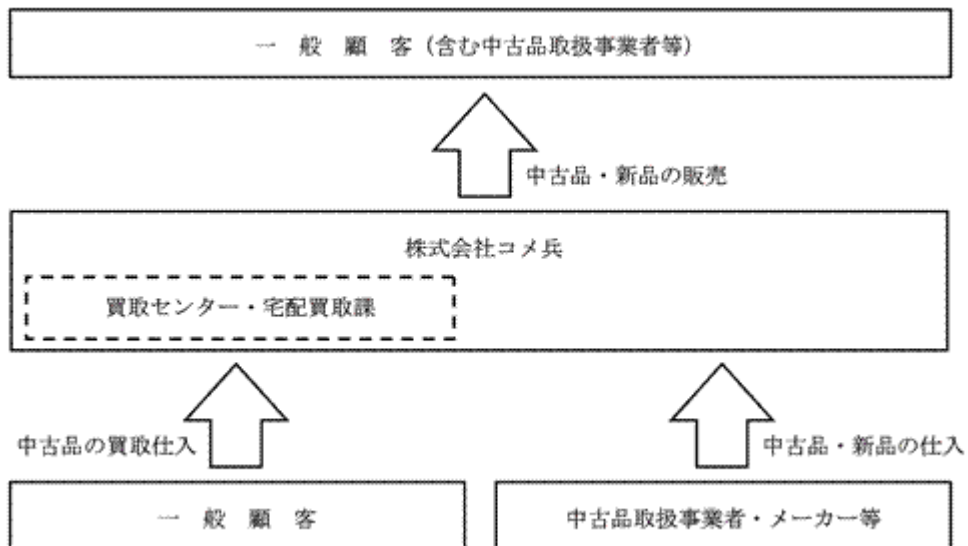 一般顧客（含む中古品取扱事業者等）
中古品・新品の販売
株式会社コメ兵
買取センター・宅配買取課
中古品の買取仕入
中古品・新品の仕入
一般顧客
中古品取扱事業者・メーカー等